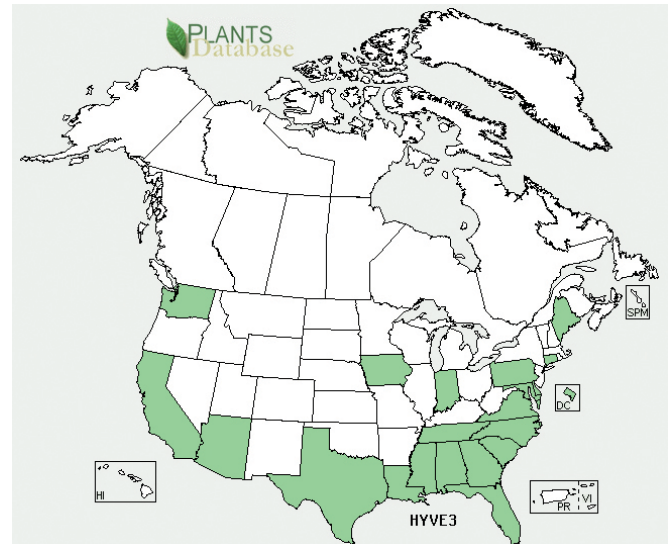 PLANTS
Database
SPM
DC
HI
PR VI
HYVE3